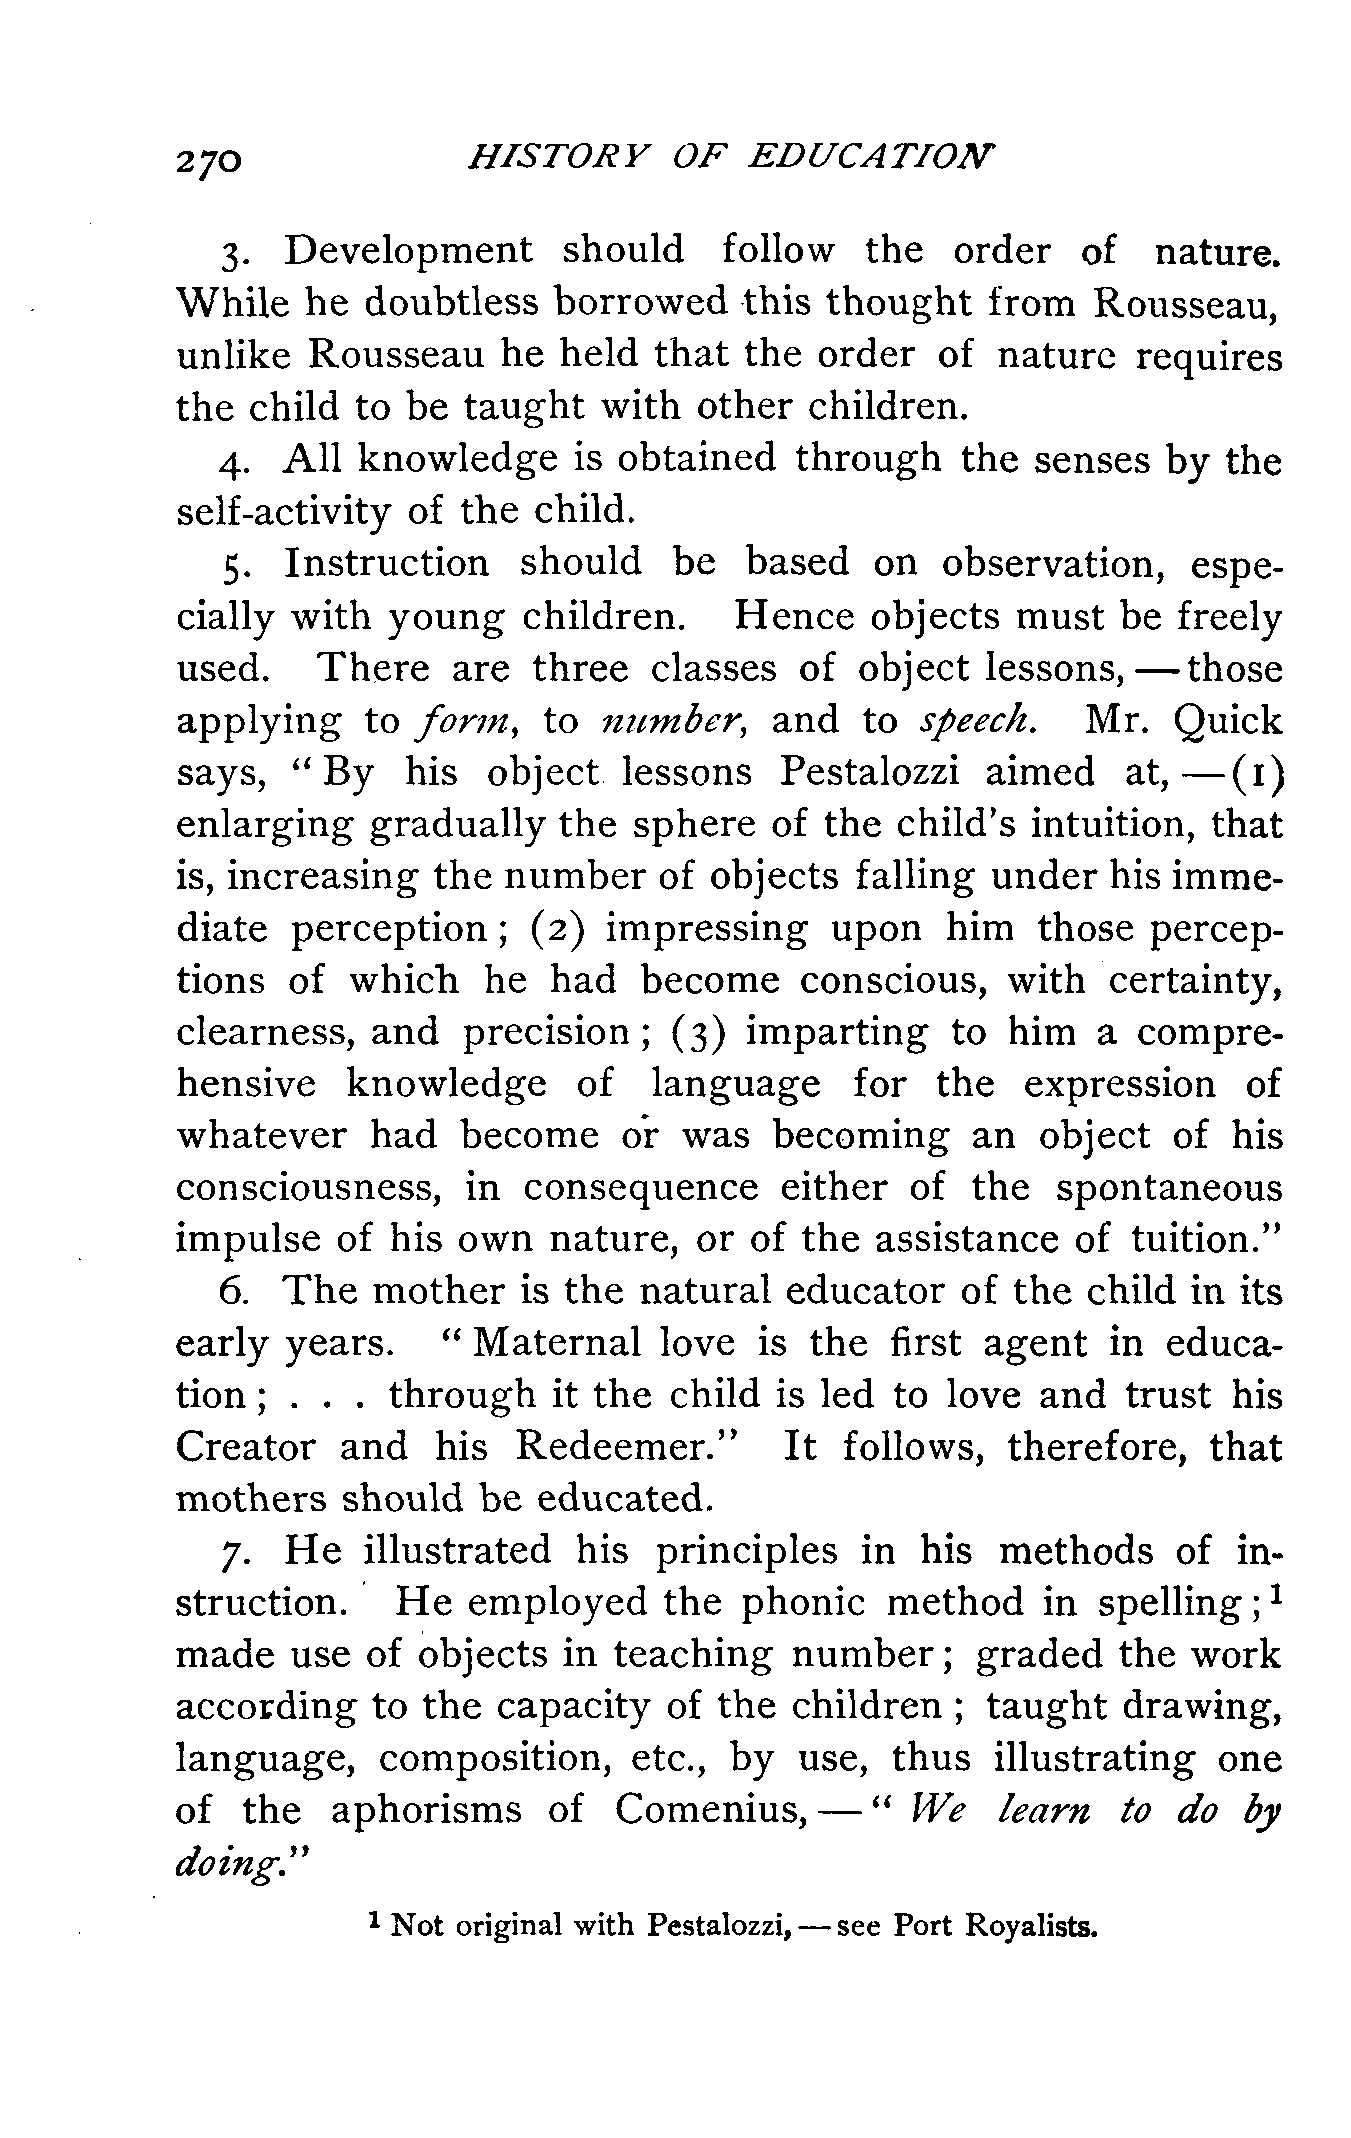 270 HISTORY OF EDUCATION
3. Development should follow the order of nature.
While he doubtless borrowed this thought from Rousseau,
unlike Rousseau he held that the order of nature requires
the child to be taught with other children.
4. All knowledge is obtained through the senses by the
self-activity of the child.
5. Instruction should be based on observation, espe-
cially with young children. Hence objects must be freely
used. There are three classes of object lessons, — those
applying to form, to number, and to speech. Mr. Quick
says, “ By his object lessons Pestalozzi aimed at, — (1)
enlarging gradually the sphere of the child’s intuition, that
is, increasing the number of objects falling under his imme-
diate perception ; (2) impressing upon him those percep-
tions of which he had become conscious, with certainty,
clearness, and precision ; (3) imparting to him a compre-
hensive knowledge of language for the expression of
whatever had become or was becoming an object of his
consciousness, in consequence either of the spontaneous
impulse of his own nature, or of the assistance of tuition.”
6. The mother is the natural educator of the child in its
early years. “ Maternal love is the first agent in educa-
tion ; . . . through it the child is led to love and trust his
Creator and his Redeemer.” It follows, therefore, that
mothers should be educated.
7. He illustrated his principles in his methods of in-
struction. He employed the phonic method in spelling ;¹
made use of objects in teaching number ; graded the work
according to the capacity of the children ; taught drawing,
language, composition, etc., by use, thus illustrating one
of the aphorisms of Comenius, — “ We learn to do by
doing.”
¹ Not original with Pestalozzi, — see Port Royalists.